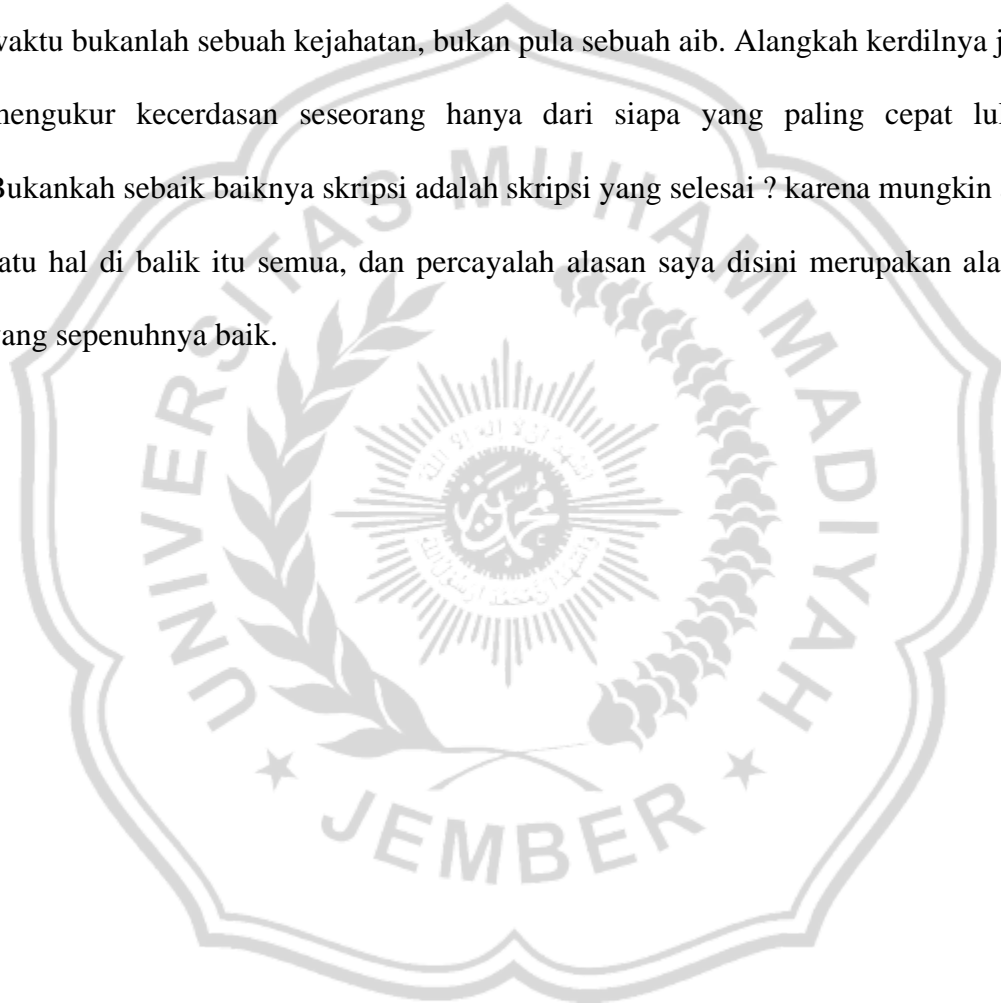 waktu bukanlah sebuah kejahatan, bukan pula sebuah aib. Alangkah kerdilnya
mengukur kecerdasan seseorang hanya dari siapa yang paling cepat
Bukankah sebaik baiknya skripsi adalah skripsi yang selesai ? karena mungkin
satu hal di balik itu semua, dan percayalah alasan saya disini merupakan
yang sepenuhnya baik.
UNIVERSITAS MUHAMMADIYAH
JEMBER